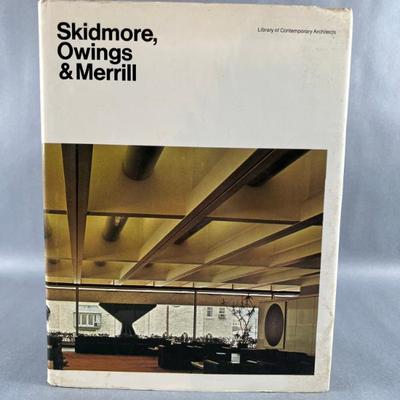 Skidmore,
Owings
& Merrill
Library of Contemporary Architects